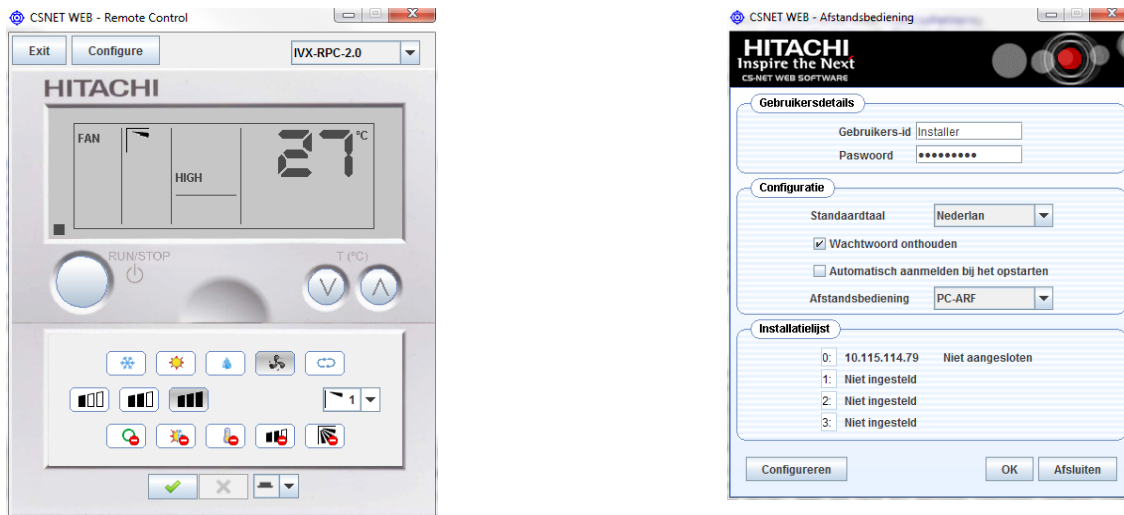 CSNET WEB - Remote Control
Exit
Configure
IVX-RPC-2.0
HITACHI
FAN
27 °C
HIGH
RUN/STOP
T (°C)
1
CSNET WEB - Afstandsbediening
HITACHI
Inspire the Next
CS-NET WEB SOFTWARE
Gebruikersdetails
Gebruikers-id Installer
Paswoord •••••••••
Configuratie
Standaardtaal Nederlan
Wachtwoord onthouden
Automatisch aanmelden bij het opstarten
Afstandsbediening PC-ARF
Installatielijst
0: 10.115.114.79 Niet aangesloten
1: Niet ingesteld
2: Niet ingesteld
3: Niet ingesteld
Configureren
OK
Afsluiten